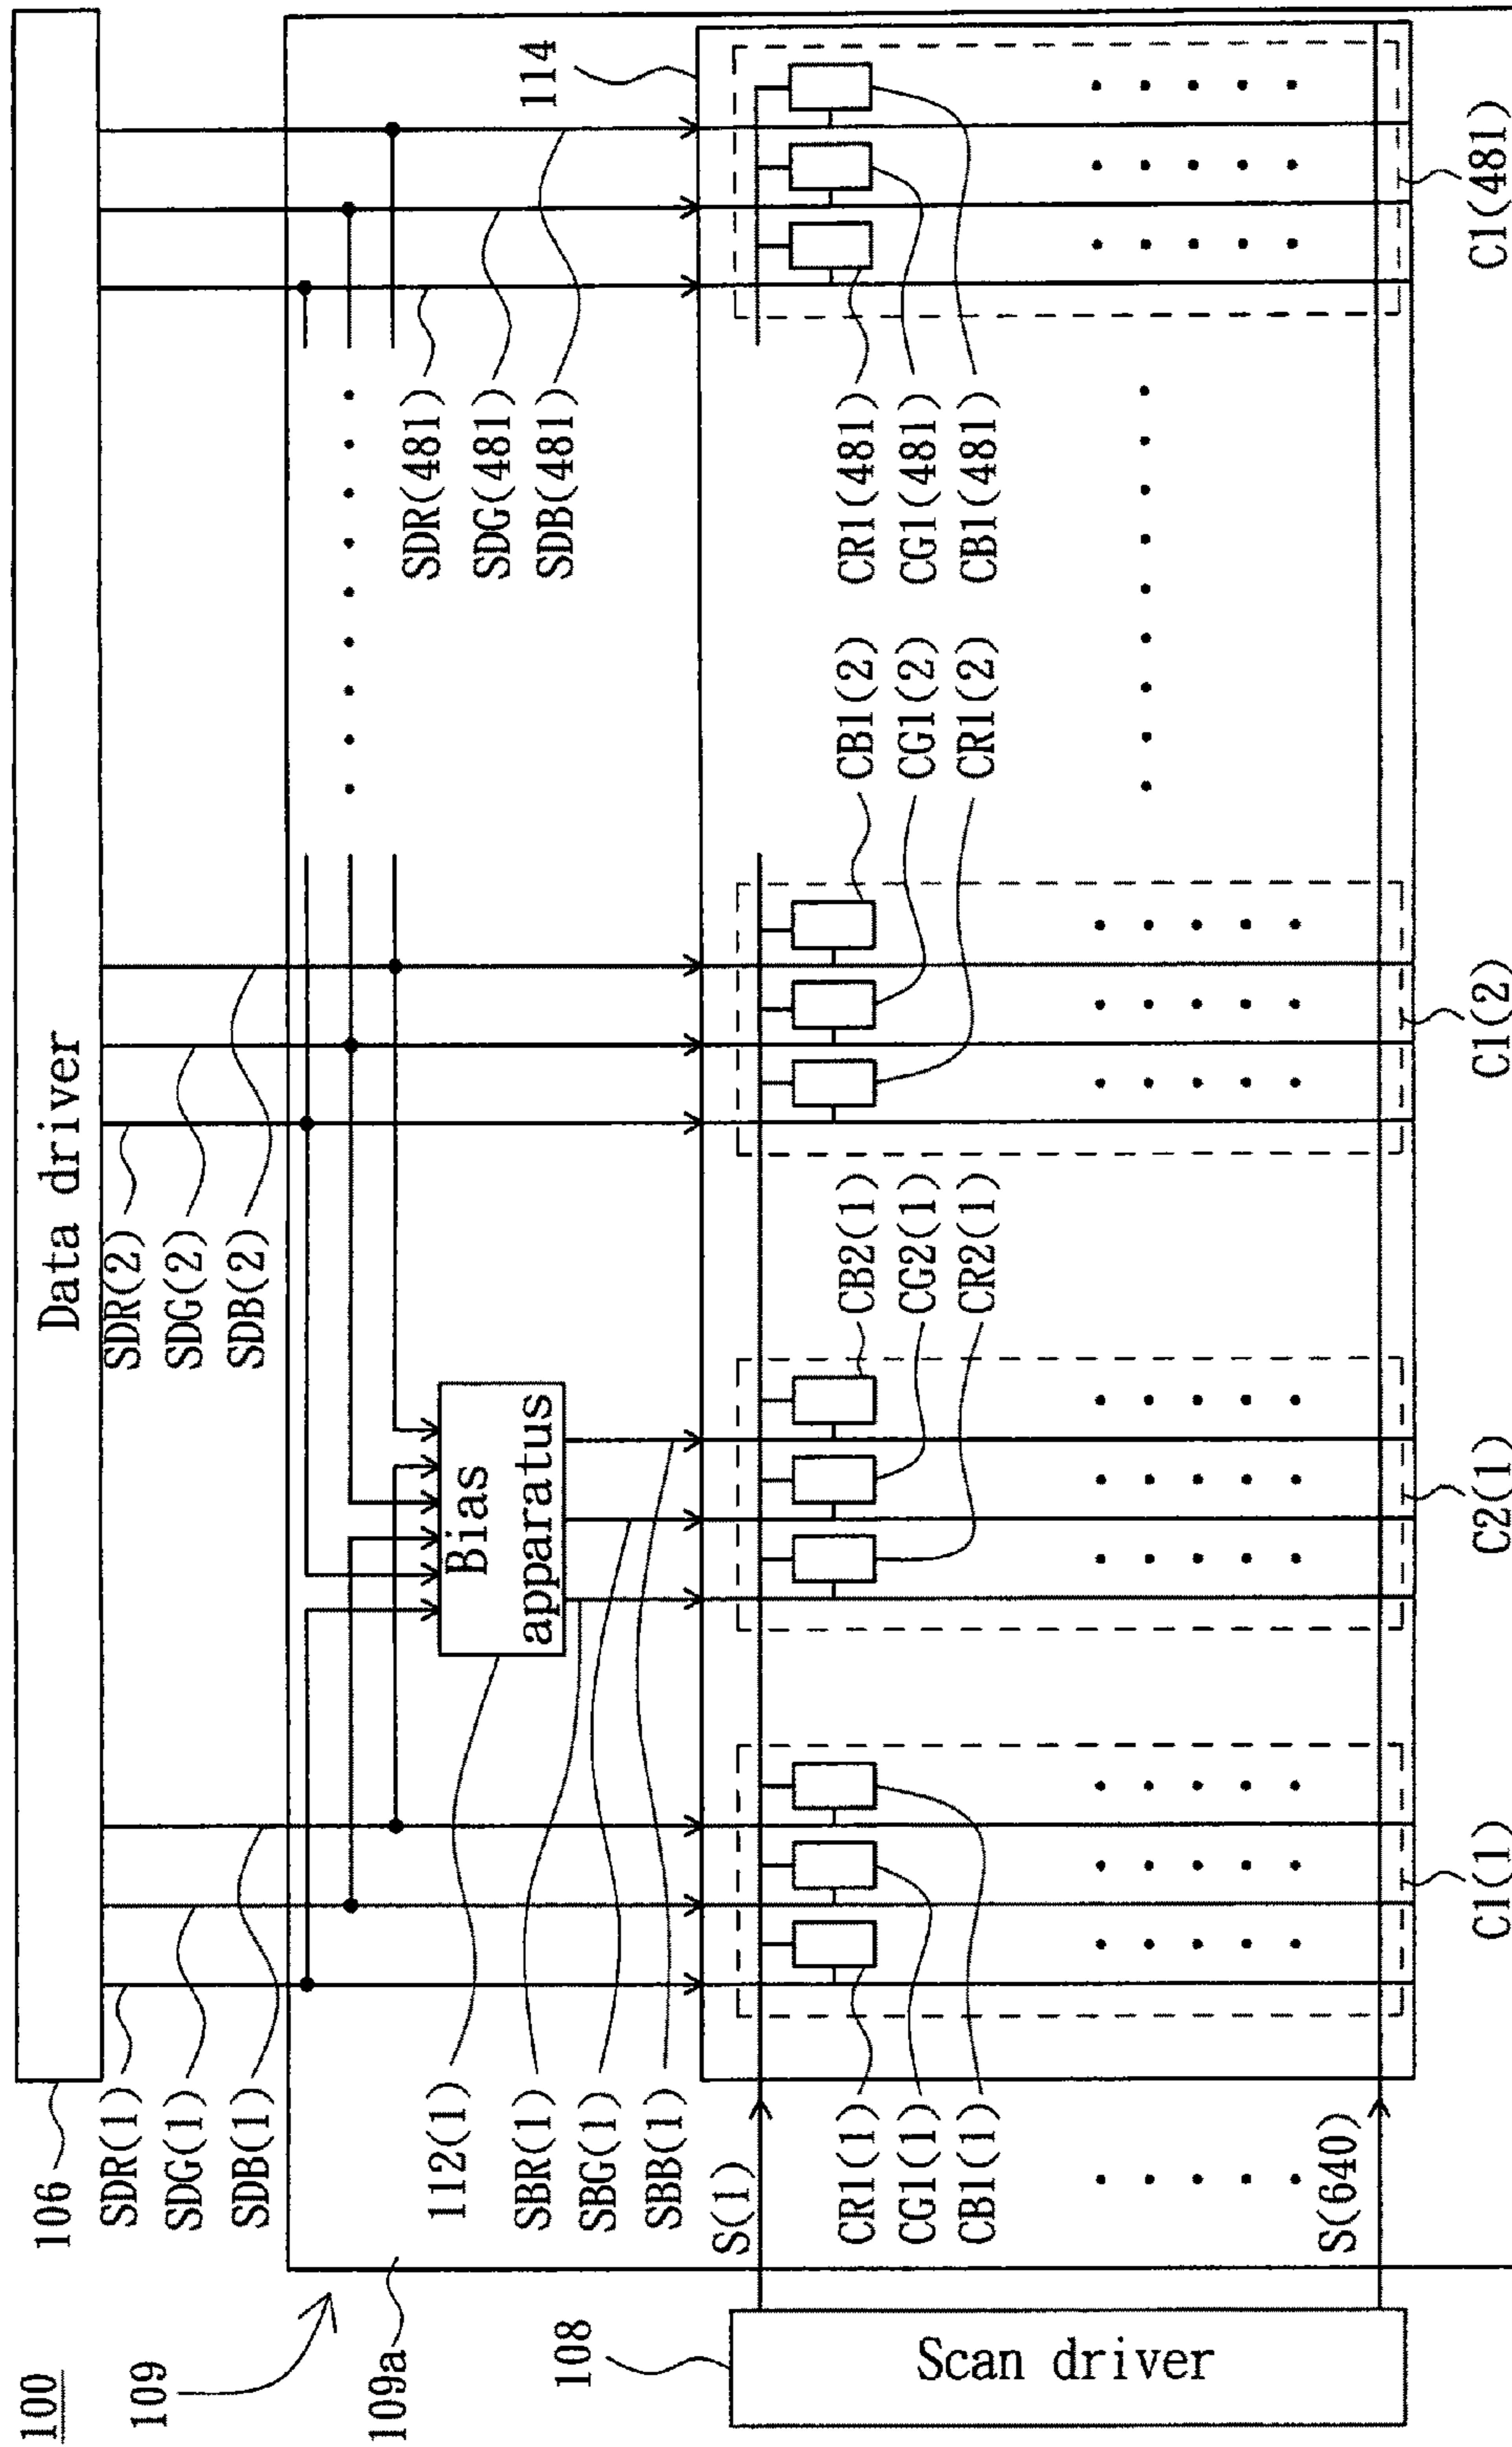 100
Data driver
106
SDR(1)
SDG(1)
SDB(1)
SDR(2)
SDG(2)
SDB(2)
SDR(481)
SDG(481)
SDB(481)
109
109a
112(1)
Bias
apparatus
114
SBR(1)
SBG(1)
SBB(1)
S(1)
108
Scan driver
CR1(1)
CG1(1)
CB1(1)
CB2(1)
CG2(1)
CR2(1)
CB1(2)
CG1(2)
CR1(2)
CR1(481)
CG1(481)
CB1(481)
S(640)
C1(1)
C2(1)
C1(2)
C1(481)